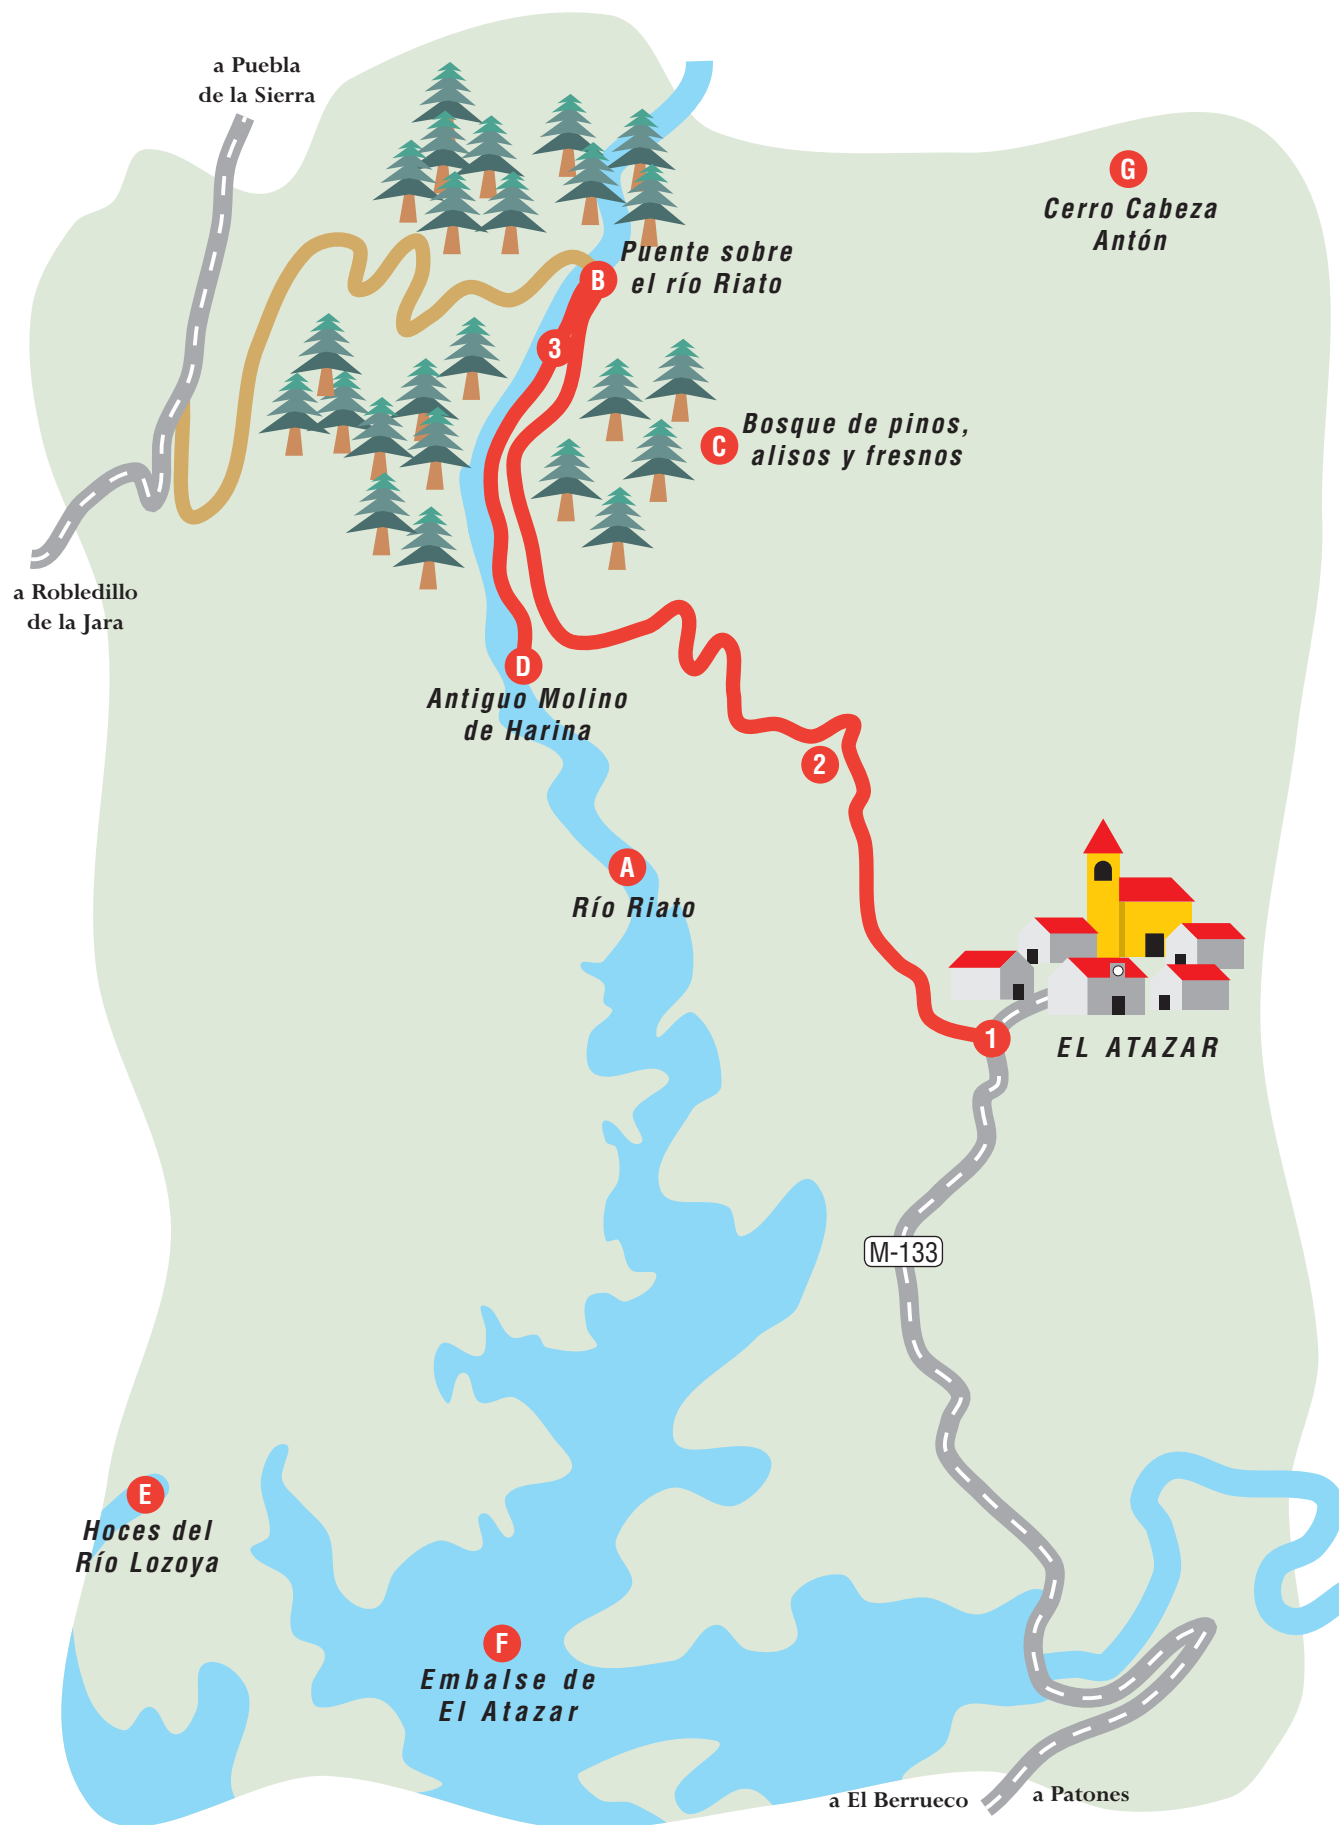 a Puebla
de la Sierra
G
Cerro Cabeza
Antón
Puente sobre
el río Riato
B
3
C
Bosque de pinos,
alisos y fresnos
a Robledillo
de la Jara
D
Antiguo Molino
de Harina
2
A
Río Riato
1
EL ATAZAR
M-133
E
Hoces del
Río Lozoya
F
Embalse de
El Atazar
a El Berrueco
a Patones